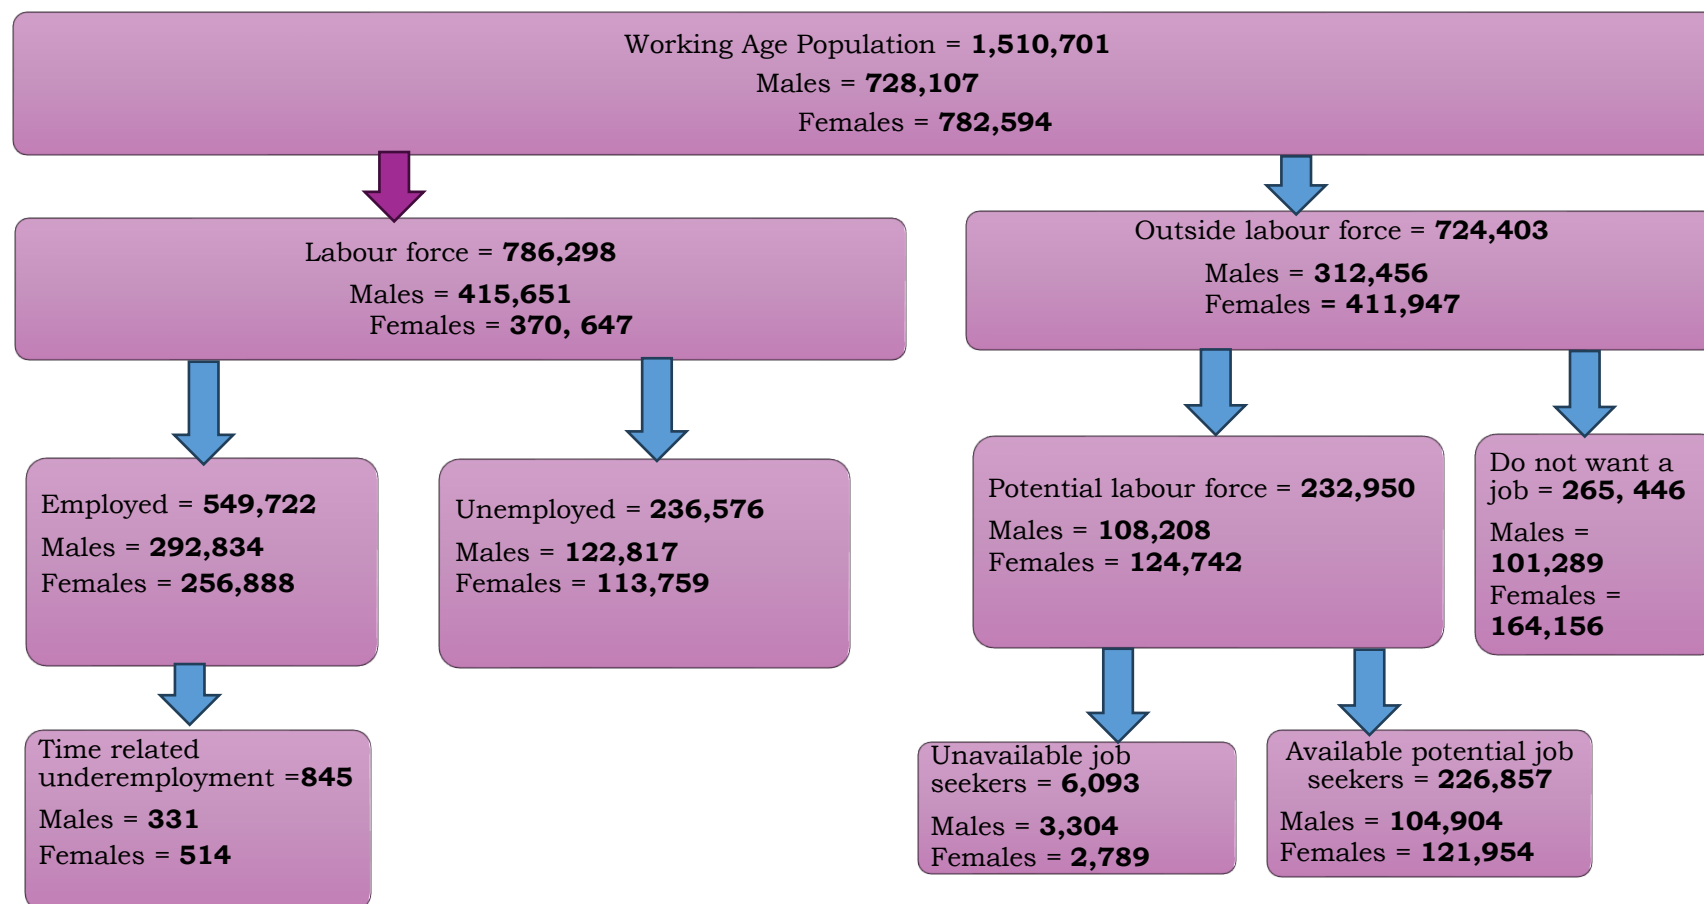 Working Age Population = 1,510,701
Males = 728,107
Females = 782,594
Labour force = 786,298
Males = 415,651
Females = 370, 647
Outside labour force = 724,403
Males = 312,456
Females = 411,947
Employed = 549,722
Males = 292,834
Females = 256,888
Unemployed = 236,576
Males = 122,817
Females = 113,759
Potential labour force = 232,950
Males = 108,208
Females = 124,742
Do not want a
job = 265, 446
Males =
101,289
Females =
164,156
Time related
underemployment =845
Males = 331
Females = 514
Unavailable job
seekers = 6,093
Males = 3,304
Females = 2,789
Available potential job
seekers = 226,857
Males = 104,904
Females = 121,954